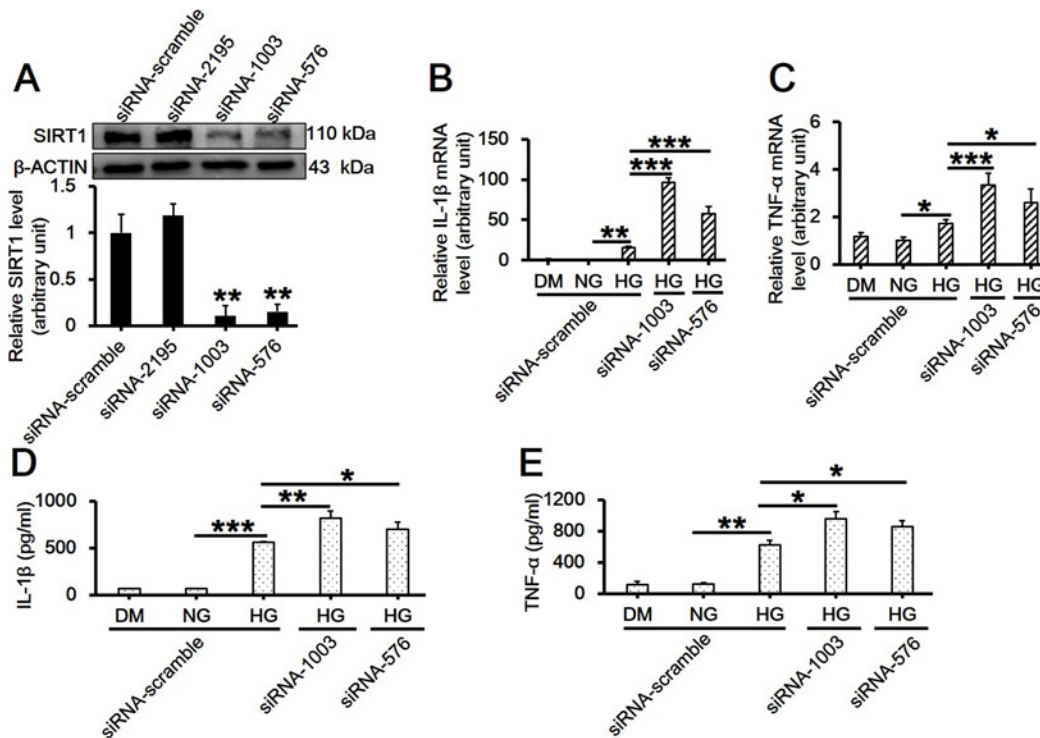 A
siRNA-scramble
siRNA-2195
siRNA-1003
siRNA-576
SIRT1
110 kDa
β-ACTIN
43 kDa
Relative SIRT1 level
(arbitrary unit)
1.5
1
0.5
0
**
**
siRNA-scramble
siRNA-2195
siRNA-1003
siRNA-576
B
Relative IL-1β mRNA
level (arbitrary unit)
150
100
50
0
***
***
**
DM NG HG HG HG
siRNA-scramble
siRNA-1003
siRNA-576
C
Relative TNF-α mRNA
level (arbitrary unit)
6
4
2
0
*
***
*
DM NG HG HG HG
siRNA-scramble
siRNA-1003
siRNA-576
D
IL-1β (pg/ml)
1000
500
0
*
**
***
DM NG HG HG HG
siRNA-scramble
siRNA-1003
siRNA-576
E
TNF-α (pg/ml)
1200
800
400
0
*
*
**
DM NG HG HG HG
siRNA-scramble
siRNA-1003
siRNA-576